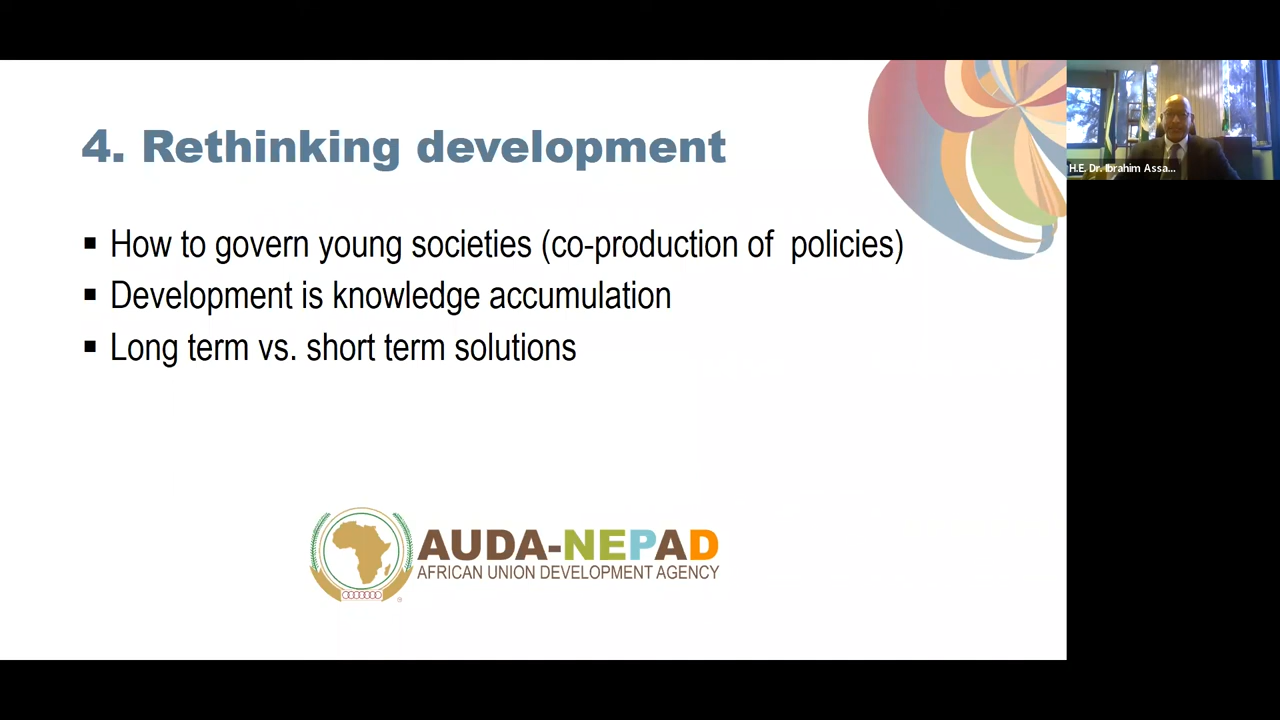 4. Rethinking development
▪ How to govern young societies (co-production of policies)
▪ Development is knowledge accumulation
▪ Long term vs. short term solutions
AUDA-NEPAD
AFRICAN UNION DEVELOPMENT AGENCY
H.E. Dr. Ibrahim Assa...